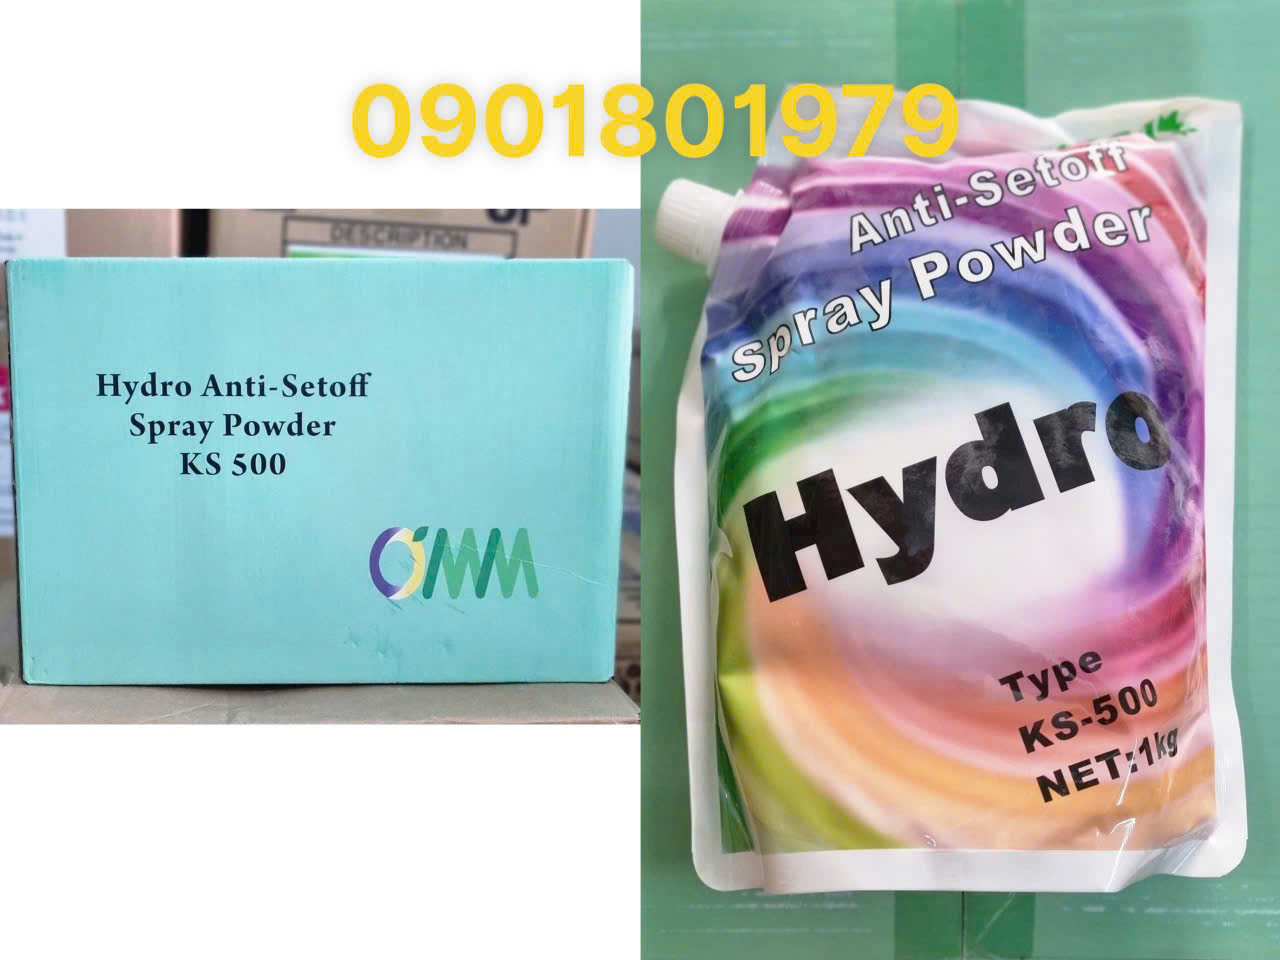 0901801979
UP
DESCRIPTION
Hydro Anti-Setoff
Spray Powder
KS 500
OMM
Anti-Setoff
Spray Powder
Hydro
Type
KS-500
NET:1kg